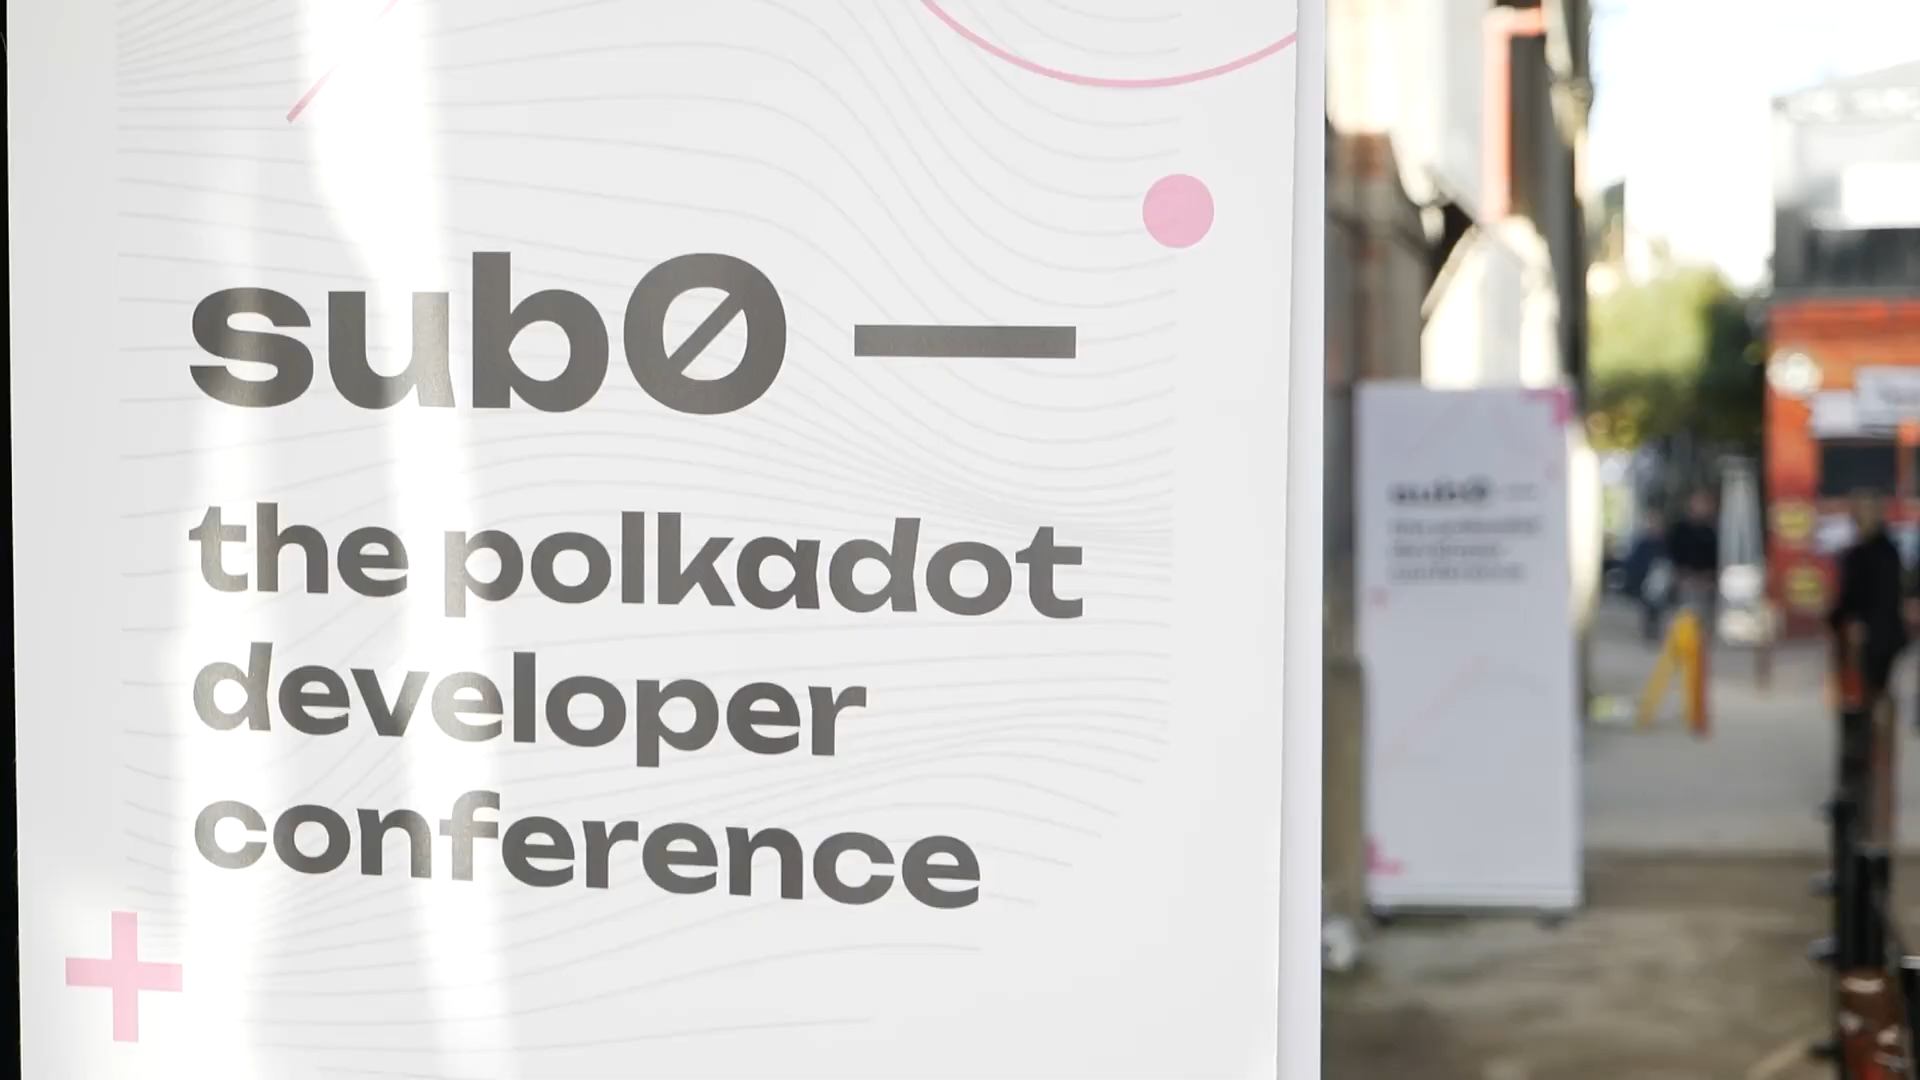 sub0 —
the polkadot
developer
conference